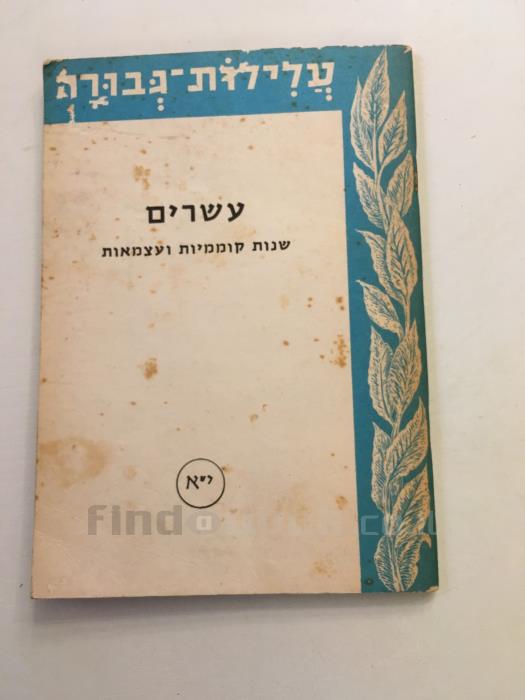 עֲלִילוֹת-גְּבוּרָה
עשרים
שנות קוממיות ועצמאות
י״א